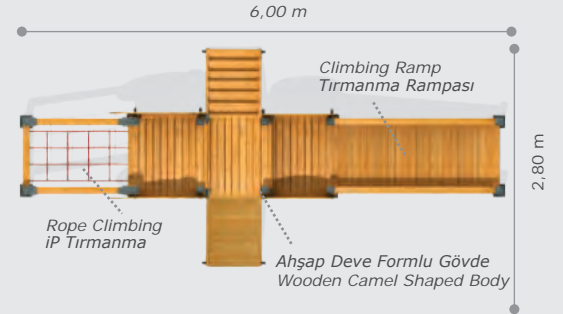 6,00 m
Climbing Ramp
Tırmanma Rampası
2,80 m
Rope Climbing
iP Tırmanma
Ahşap Deve Formlu Gövde
Wooden Camel Shaped Body